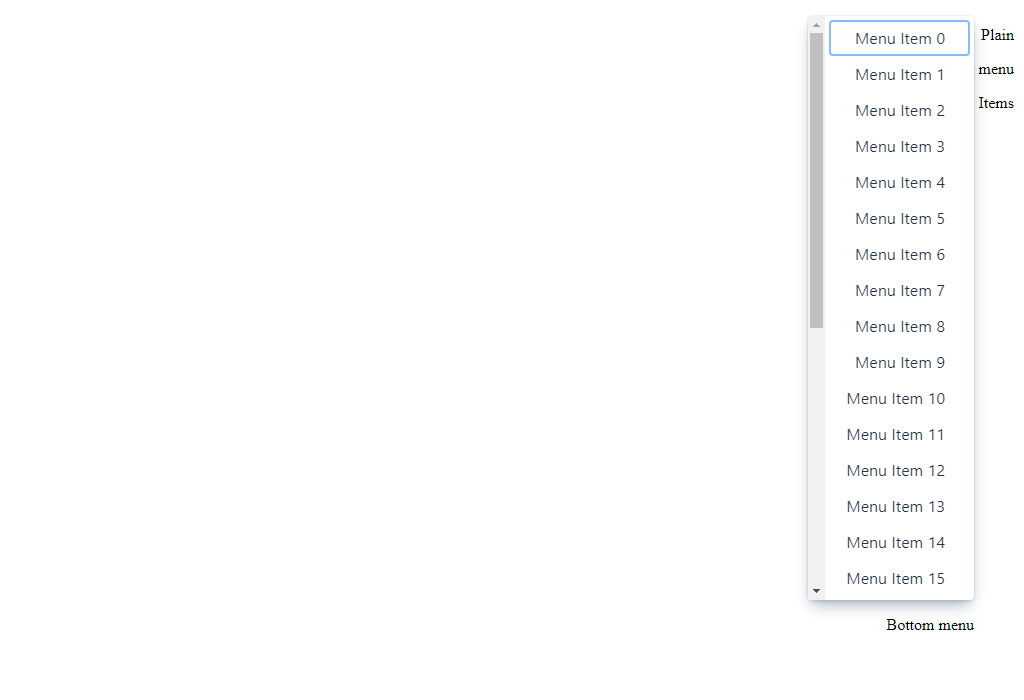 Menu Item 0
Menu Item 1
Menu Item 2
Menu Item 3
Menu Item 4
Menu Item 5
Menu Item 6
Menu Item 7
Menu Item 8
Menu Item 9
Menu Item 10
Menu Item 11
Menu Item 12
Menu Item 13
Menu Item 14
Menu Item 15
Plain
menu
Items
Bottom menu